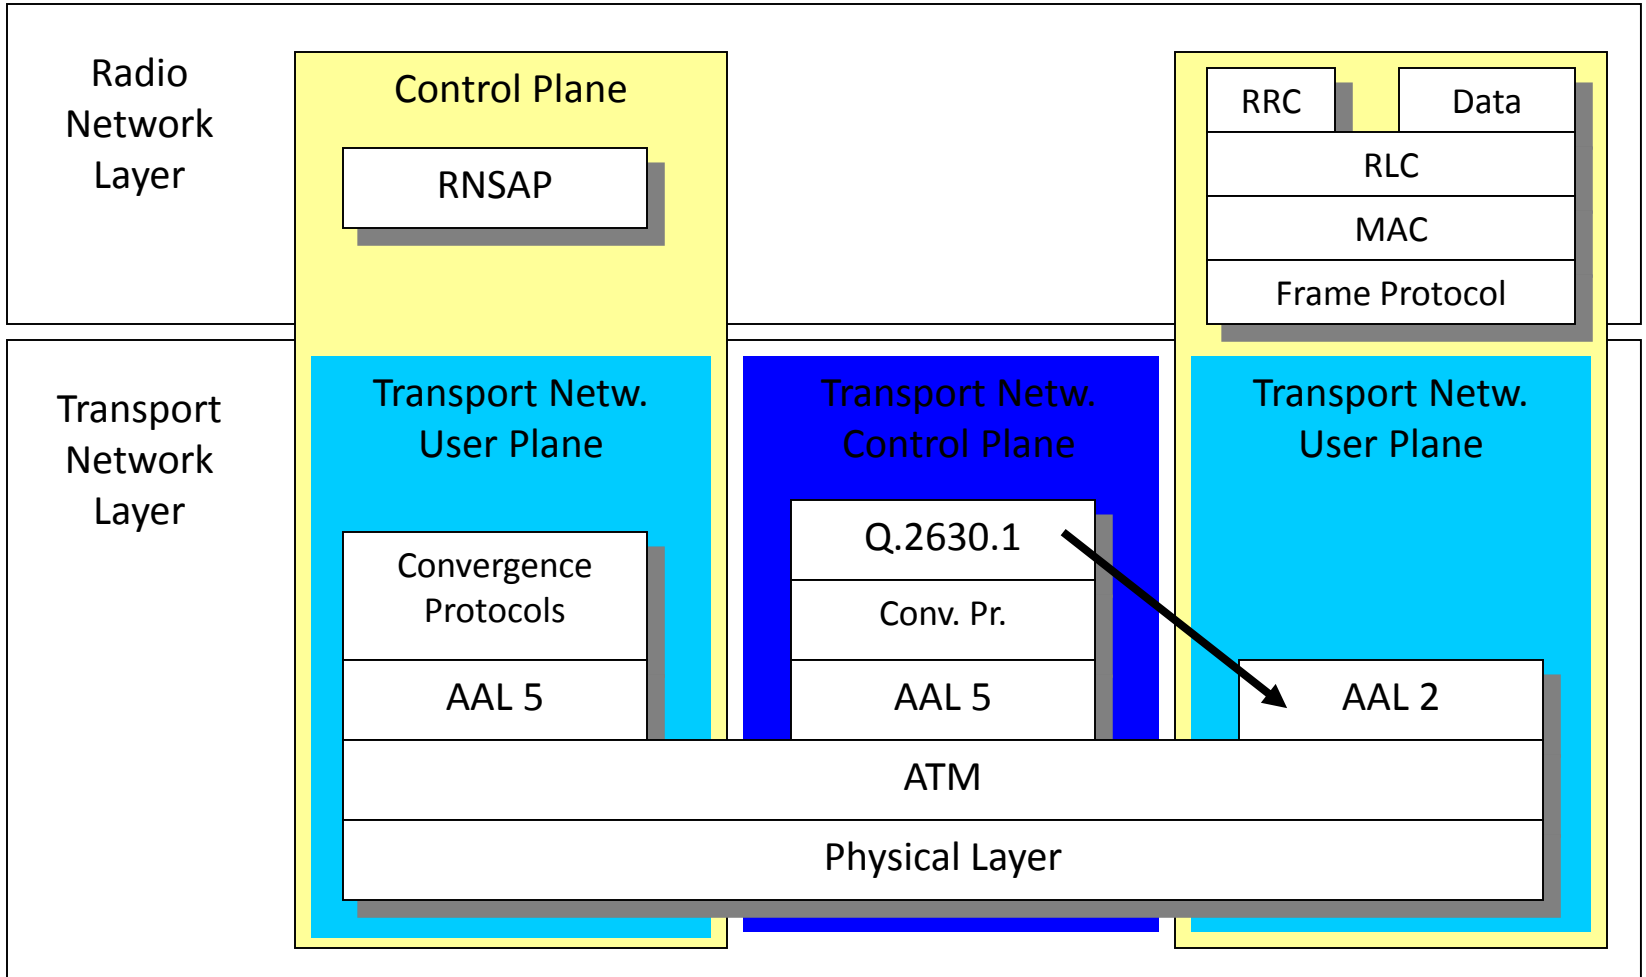 Radio
Network
Layer
Control Plane
RNSAP
RRC
Data
RLC
MAC
Frame Protocol
Transport
Network
Layer
Transport Netw.
User Plane
Convergence
Protocols
AAL 5
Transport Netw.
Control Plane
Q.2630.1
Conv. Pr.
AAL 5
Transport Netw.
User Plane
AAL 2
ATM
Physical Layer